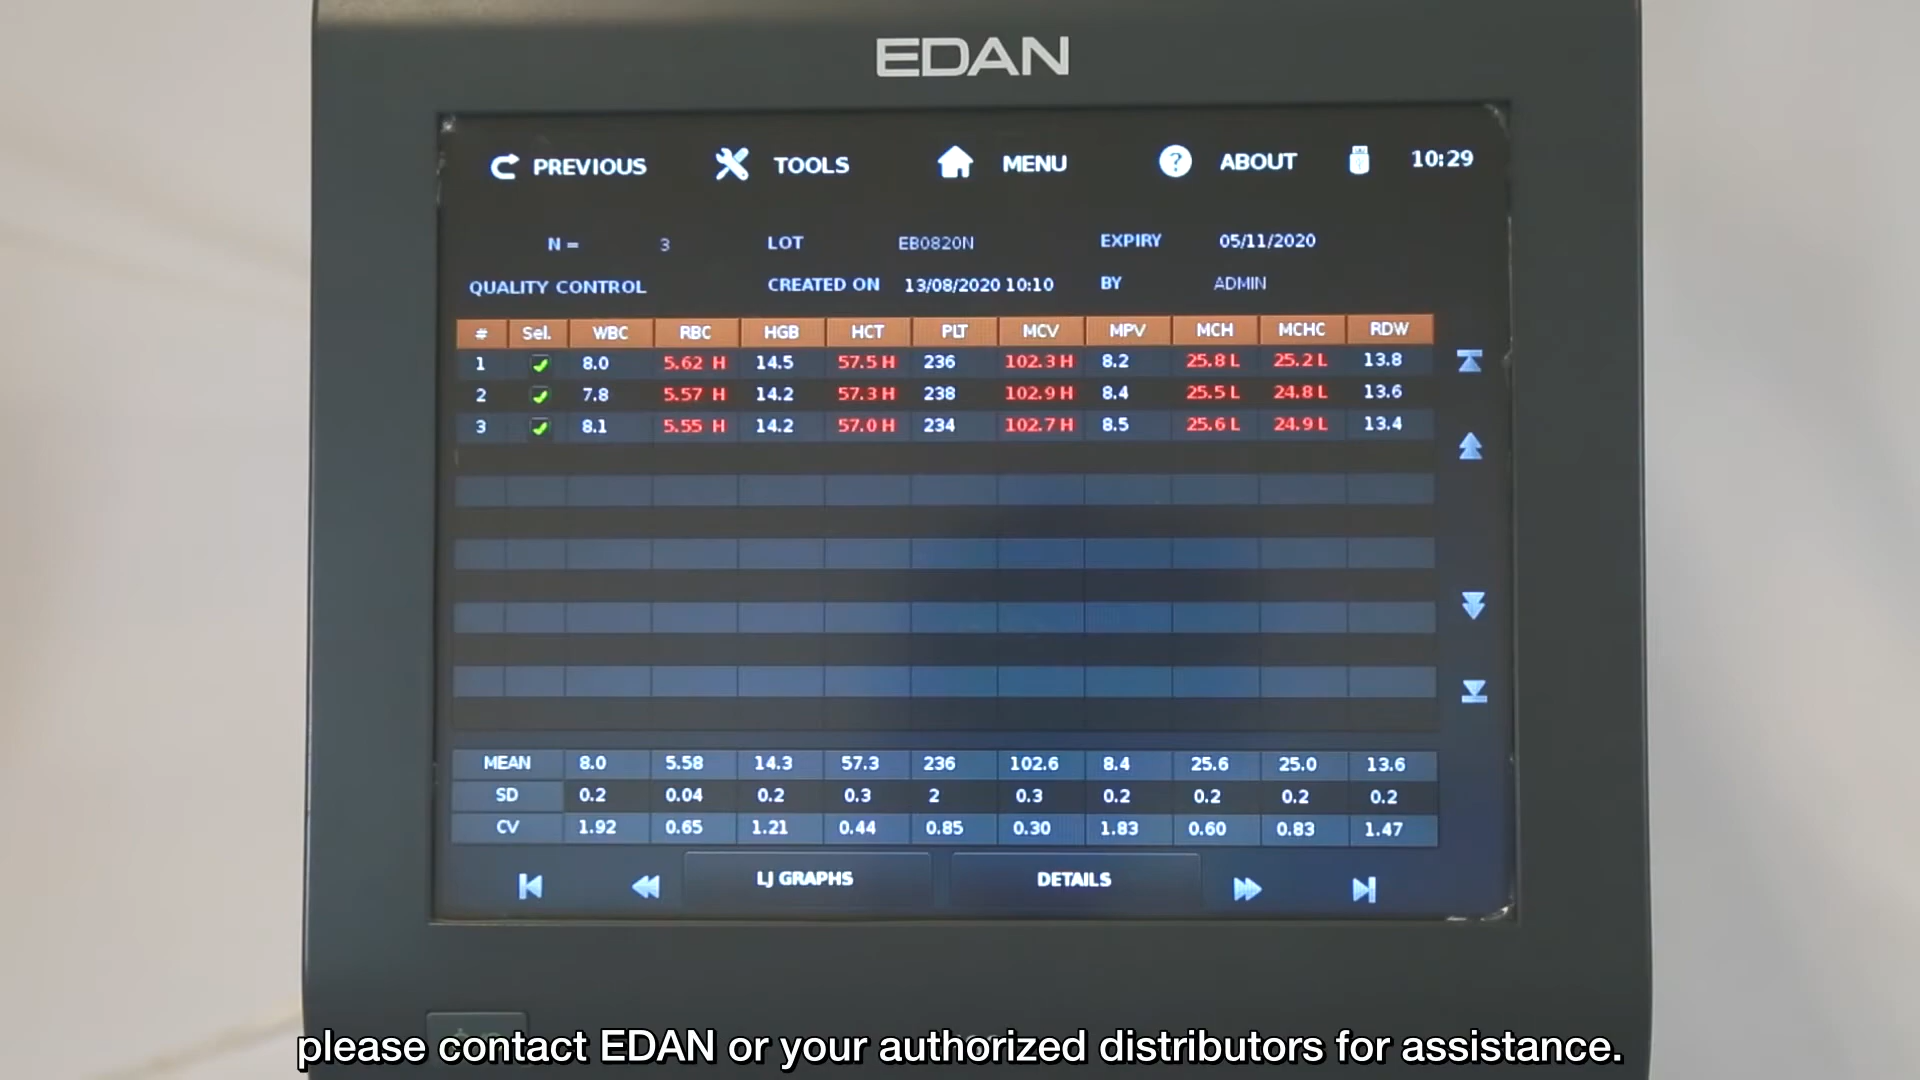 EDAN
PREVIOUS TOOLS MENU ABOUT 10:29
N = 3 LOT EB0820N EXPIRY 05/11/2020
QUALITY CONTROL CREATED ON 13/08/2020 10:10 BY ADMIN
# Sel. WBC RBC HGB HCT PLT MCV MPV MCH MCHC RDW
1 8.0 5.62 H 14.5 57.5 H 236 102.3 H 8.2 25.8 L 25.2 L 13.8
2 7.8 5.57 H 14.2 57.3 H 238 102.9 H 8.4 25.5 L 24.8 L 13.6
3 8.1 5.55 H 14.2 57.0 H 234 102.7 H 8.5 25.6 L 24.9 L 13.4
MEAN 8.0 5.58 14.3 57.3 236 102.6 8.4 25.6 25.0 13.6
SD 0.2 0.04 0.2 0.3 2 0.3 0.2 0.2 0.2 0.2
CV 1.92 0.65 1.21 0.44 0.85 0.30 1.83 0.60 0.83 1.47
LJ GRAPHS DETAILS
please contact EDAN or your authorized distributors for assistance.